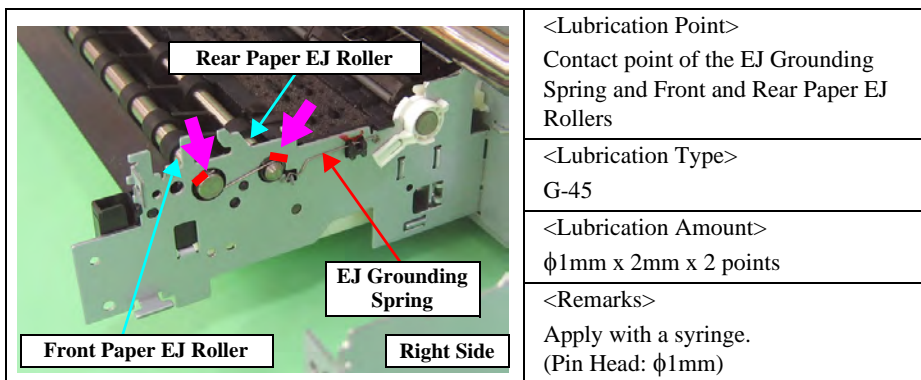 Rear Paper EJ Roller
EJ Grounding
Spring
Front Paper EJ Roller
Right Side
<Lubrication Point>
Contact point of the EJ Grounding
Spring and Front and Rear Paper EJ
Rollers
<Lubrication Type>
G-45
<Lubrication Amount>
ϕ1mm x 2mm x 2 points
<Remarks>
Apply with a syringe.
(Pin Head: ϕ1mm)